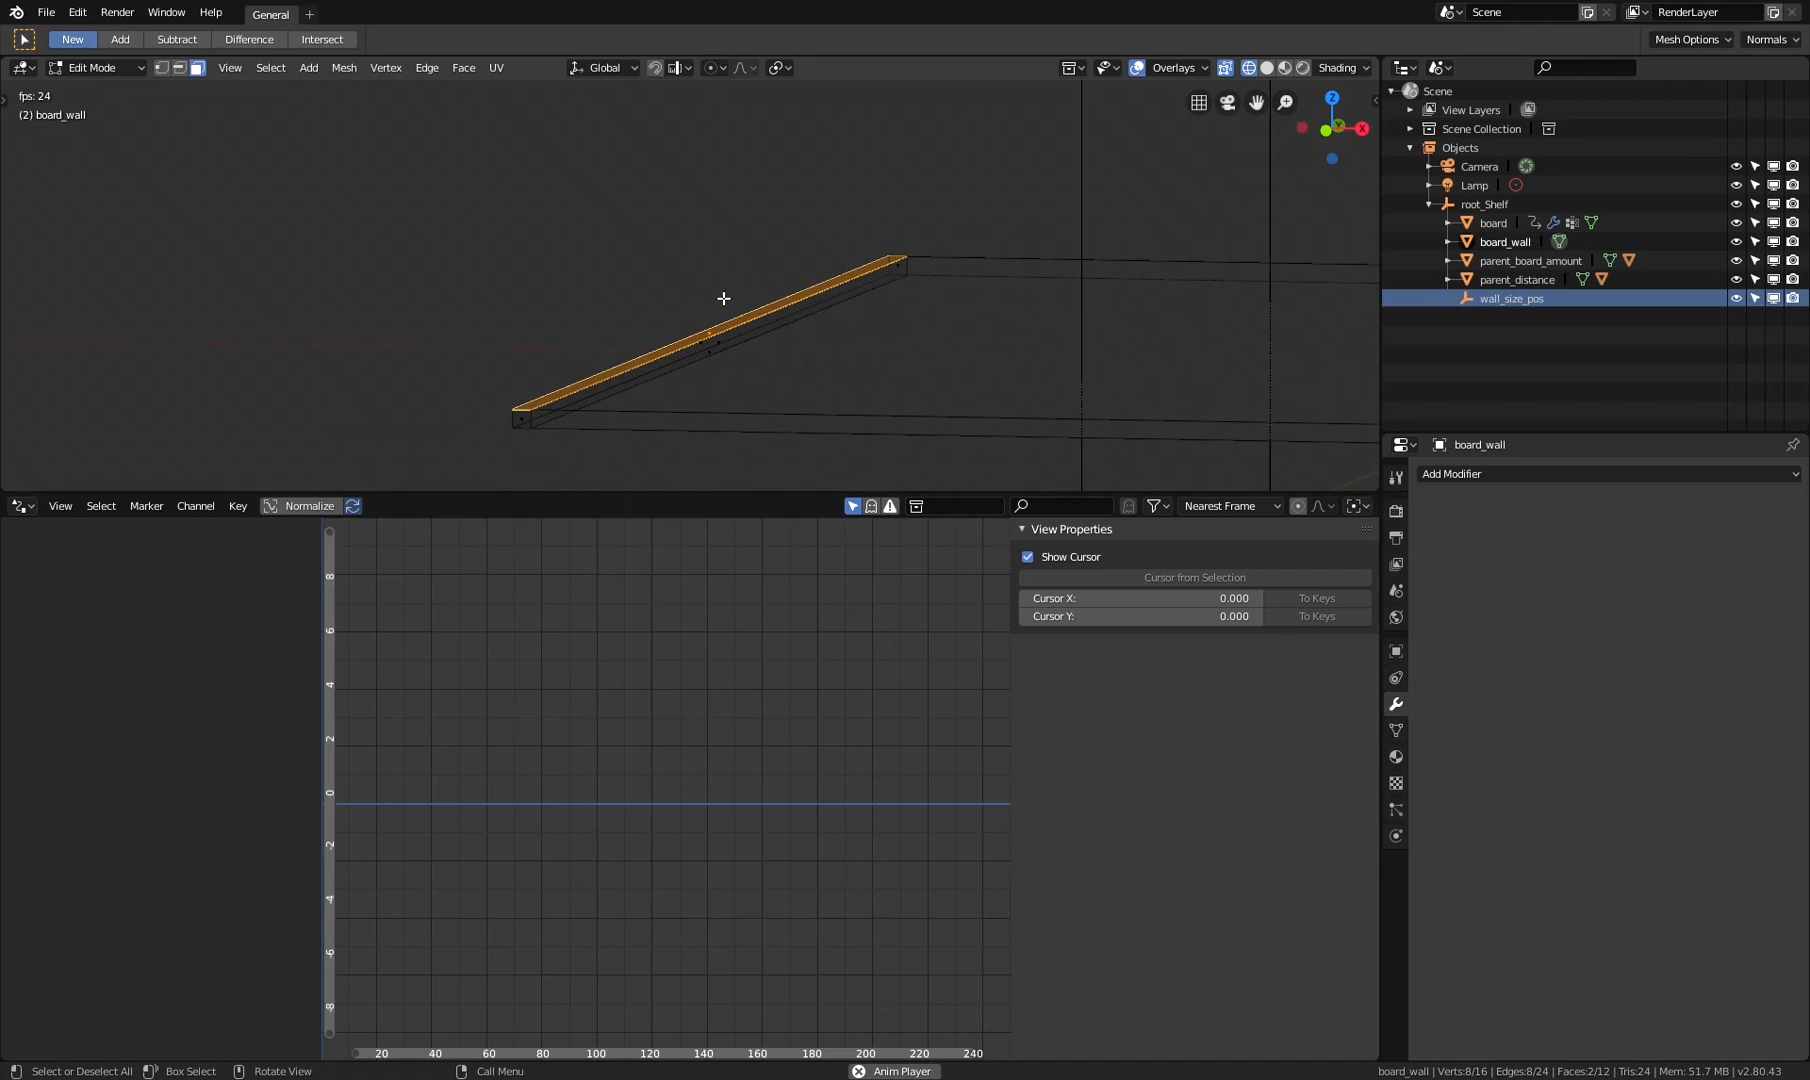 File Edit Render Window Help General Scene RenderLayer
New Add Subtract Difference Intersect Mesh Options Normals
Edit Mode View Select Add Mesh Vertex Edge Face UV Global Overlays Shading
fps: 24
(2) board_wall
Z
Y
X
Scene
View Layers
Scene Collection
Objects
Camera
Lamp
root_Shelf
board
board_wall
parent_board_amount
parent_distance
wall_size_pos
board_wall
Add Modifier
View Select Marker Channel Key Normalize Nearest Frame
View Properties
Show Cursor
Cursor from Selection
Cursor X: 0.000 To Keys
Cursor Y: 0.000 To Keys
8
6
4
2
0
-2
-4
-6
-8
20 40 60 80 100 120 140 160 180 200 220 240
Select or Deselect All Box Select Rotate View Call Menu Anim Player board_wall | Verts:8/16 | Edges:8/24 | Faces:2/12 | Tris:24 | Mem: 51.7 MB | v2.80.43